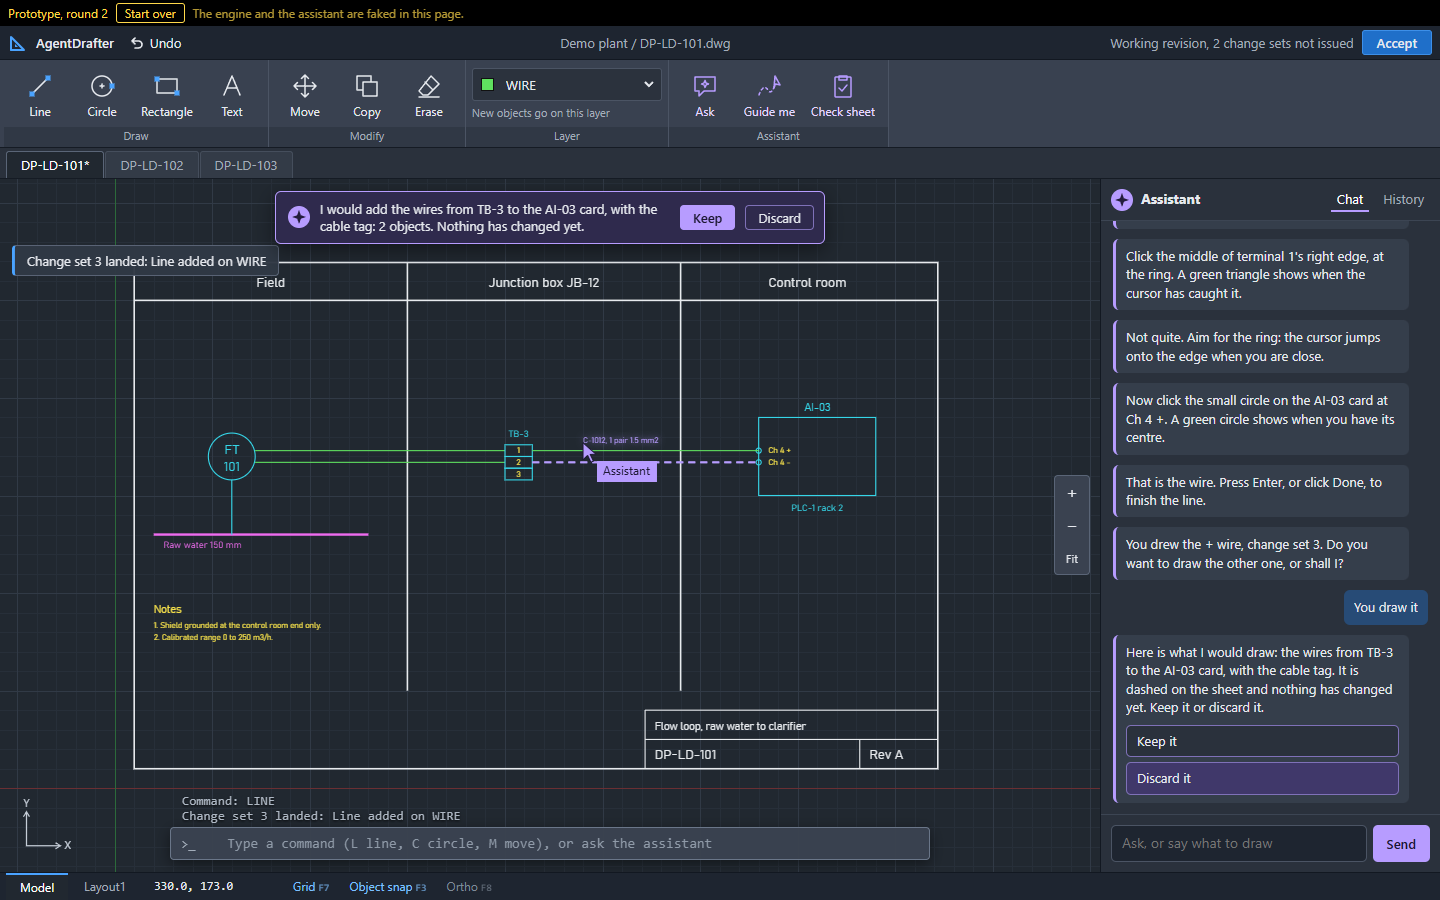 Prototype, round 2 Start over The engine and the assistant are faked in this page.
AgentDrafter Undo Demo plant / DP-LD-101.dwg Working revision, 2 change sets not issued Accept
Line Circle Rectangle Text Move Copy Erase WIRE Ask Guide me Check sheet
New objects go on this layer
Draw Modify Layer Assistant
DP-LD-101* DP-LD-102 DP-LD-103
I would add the wires from TB-3 to the AI-03 card, with the
cable tag: 2 objects. Nothing has changed yet.
Keep Discard
Change set 3 landed: Line added on WIRE
Field Junction box JB-12 Control room
AI-03
TB-3
C-1012, 1 pair 1.5 mm2
FT
101
1
2
3
Ch 4 +
Ch 4 -
Assistant
PLC-1 rack 2
Raw water 150 mm
Notes
1. Shield grounded at the control room end only.
2. Calibrated range 0 to 250 m3/h.
Flow loop, raw water to clarifier
DP-LD-101 Rev A
+
−
Fit
Y
X
Command: LINE
Change set 3 landed: Line added on WIRE
>_ Type a command (L line, C circle, M move), or ask the assistant
Model Layout1 330.0, 173.0 Grid F7 Object snap F3 Ortho F8
Assistant Chat History
Click the middle of terminal 1's right edge, at
the ring. A green triangle shows when the
cursor has caught it.
Not quite. Aim for the ring: the cursor jumps
onto the edge when you are close.
Now click the small circle on the AI-03 card at
Ch 4 +. A green circle shows when you have its
centre.
That is the wire. Press Enter, or click Done, to
finish the line.
You drew the + wire, change set 3. Do you
want to draw the other one, or shall I?
You draw it
Here is what I would draw: the wires from TB-3
to the AI-03 card, with the cable tag. It is
dashed on the sheet and nothing has changed
yet. Keep it or discard it.
Keep it
Discard it
Ask, or say what to draw Send